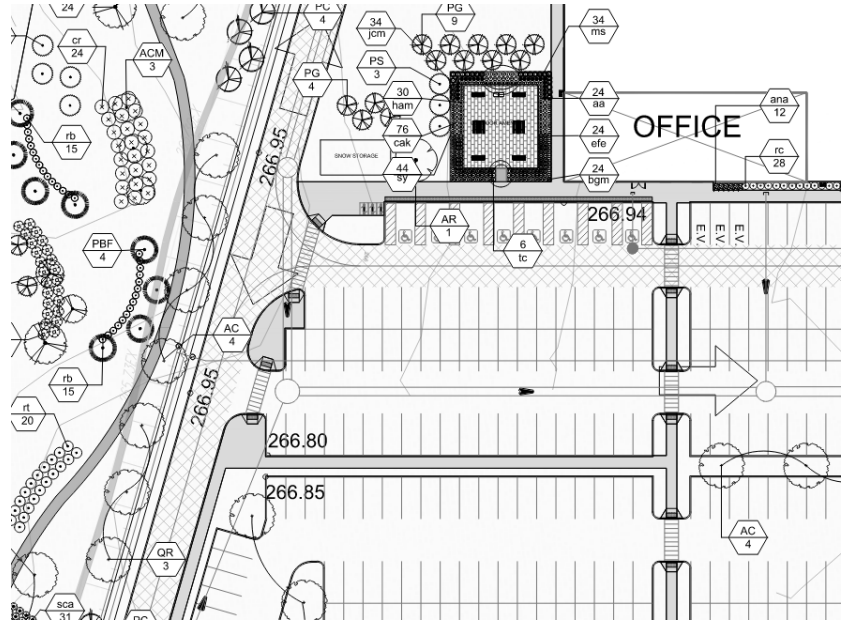 24
PC
4
PG
9
34
jcm
34
ms
cr
24
ACM
3
PS
3
PG
4
30
ham
24
aa
ana
12
OFFICE
rb
15
76
cak
24
efe
266.95
SNOW STORAGE
44
sy
24
bgm
rc
28
AR
1
266.94
E.V.
E.V.
E.V.
PBF
4
6
tc
AC
4
rb
15
266.95
rt
20
266.80
266.85
AC
4
QR
3
sca
31
PC